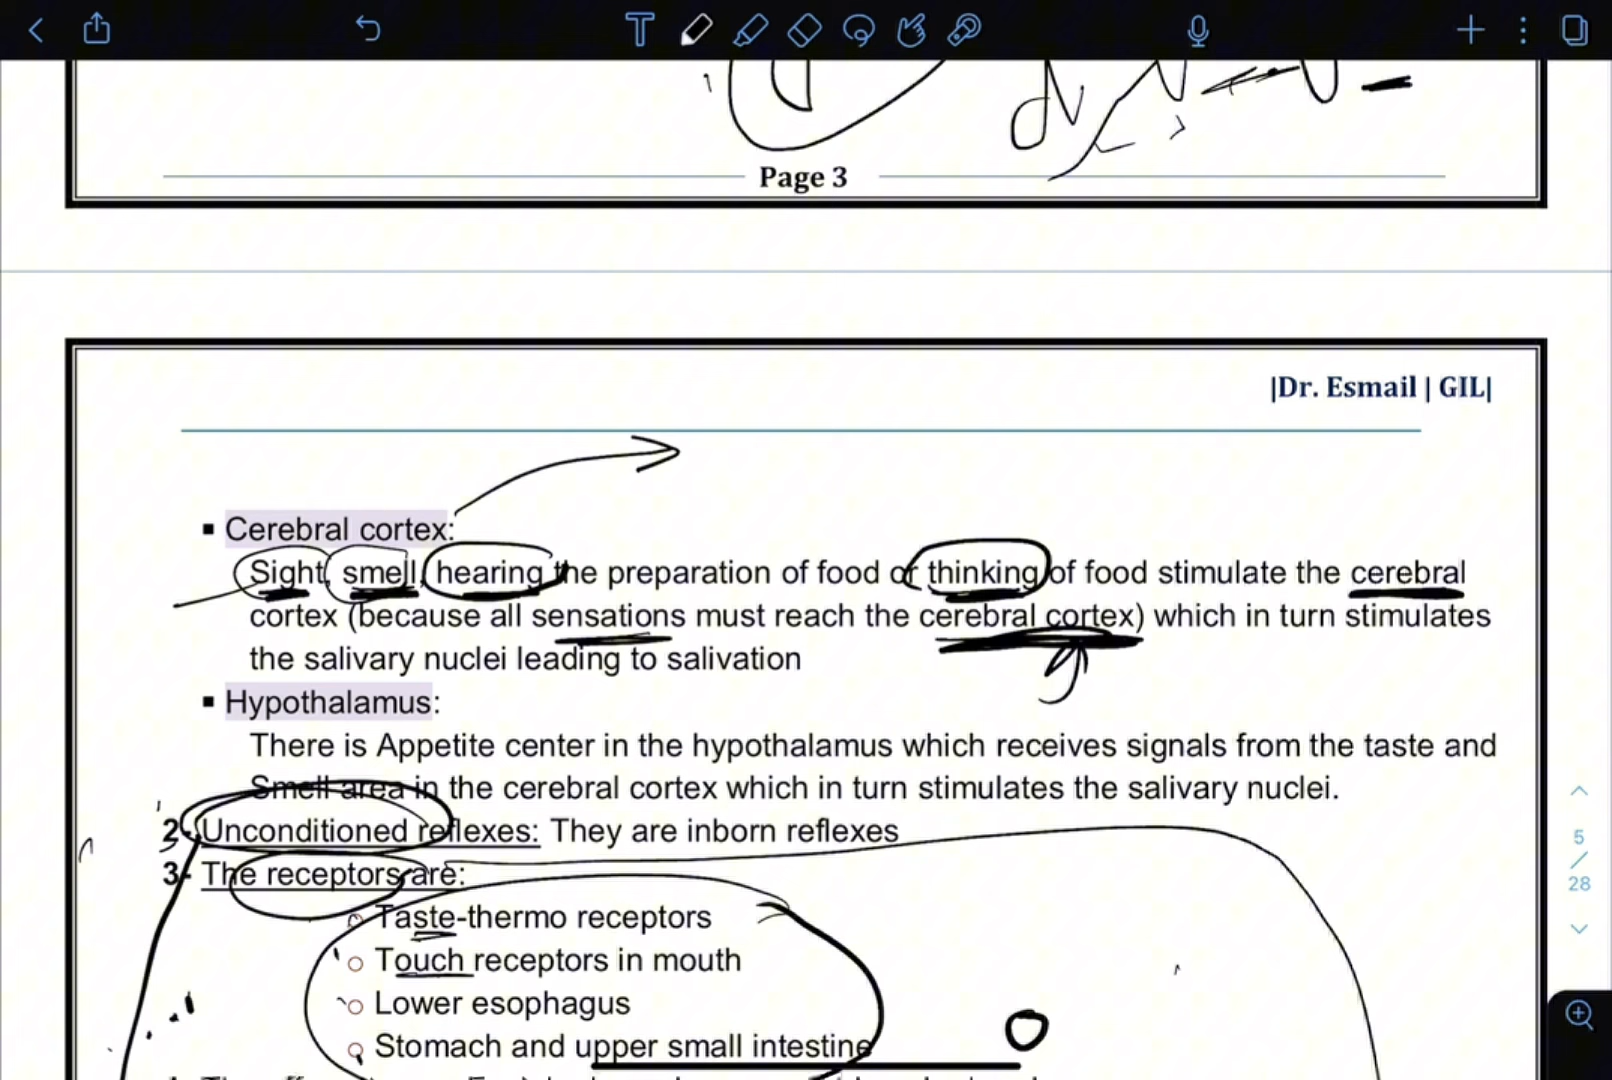 Page 3
|Dr. Esmail | GIL|
▪ Cerebral cortex:
Sight, smell, hearing the preparation of food or thinking of food stimulate the cerebral
cortex (because all sensations must reach the cerebral cortex) which in turn stimulates
the salivary nuclei leading to salivation
▪ Hypothalamus:
There is Appetite center in the hypothalamus which receives signals from the taste and
Smell area in the cerebral cortex which in turn stimulates the salivary nuclei.
2- Unconditioned reflexes: They are inborn reflexes
3- The receptors are:
○ Taste-thermo receptors
○ Touch receptors in mouth
○ Lower esophagus
○ Stomach and upper small intestine
5
/
28